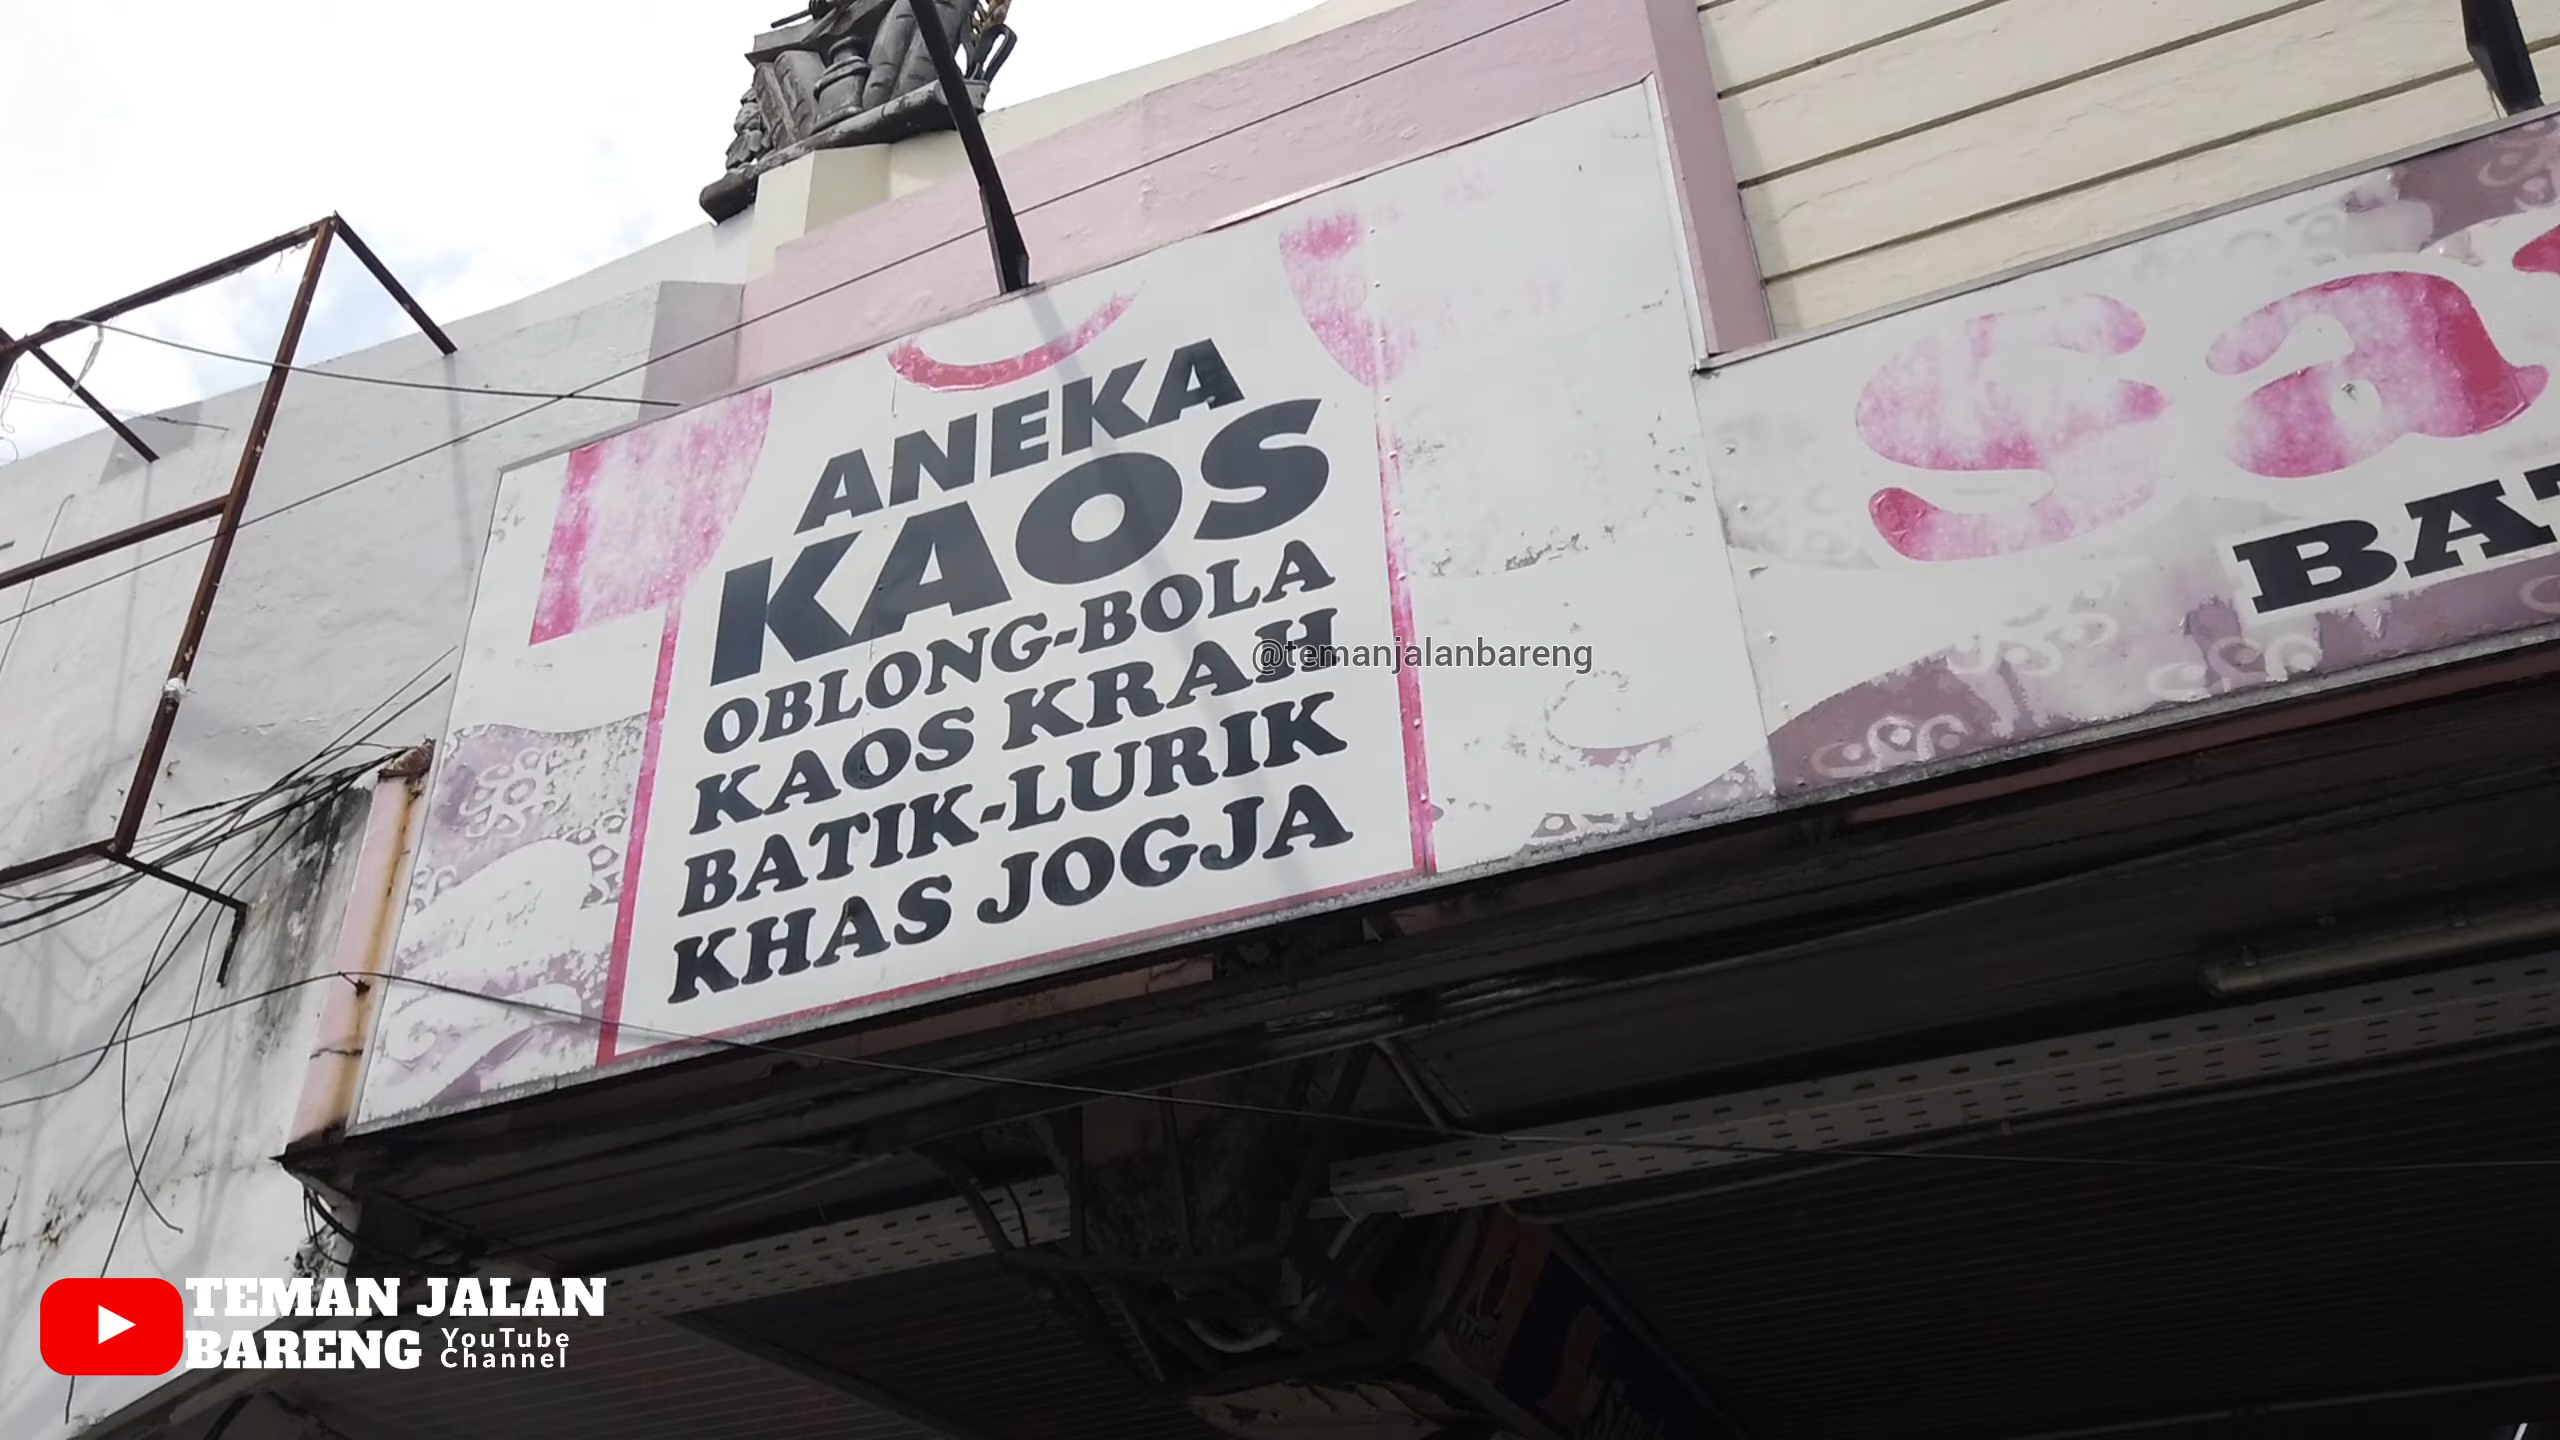 ANEKA
KAOS
OBLONG-BOLA
KAOS KRAH
BATIK-LURIK
KHAS JOGJA
@temanjalanbareng
TEMAN JALAN
BARENG YouTube
Channel